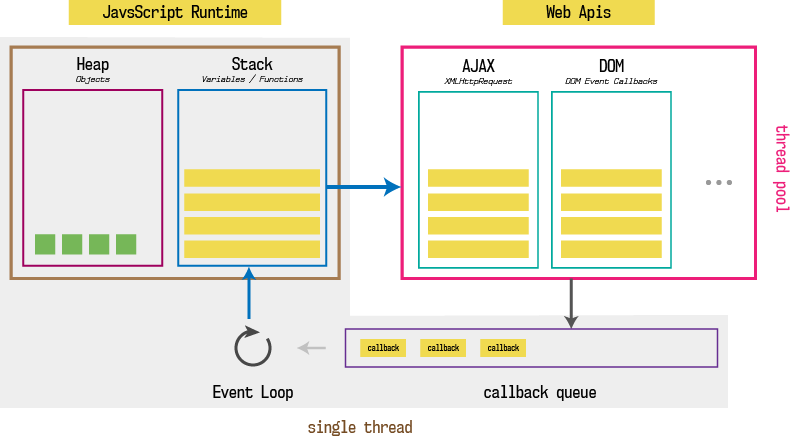 JavsScript Runtime
Web Apis
Heap
Objects
Stack
Variables / Functions
AJAX
XMLHttpRequest
DOM
DOM Event Callbacks
thread pool
callback
callback
callback
Event Loop
callback queue
single thread